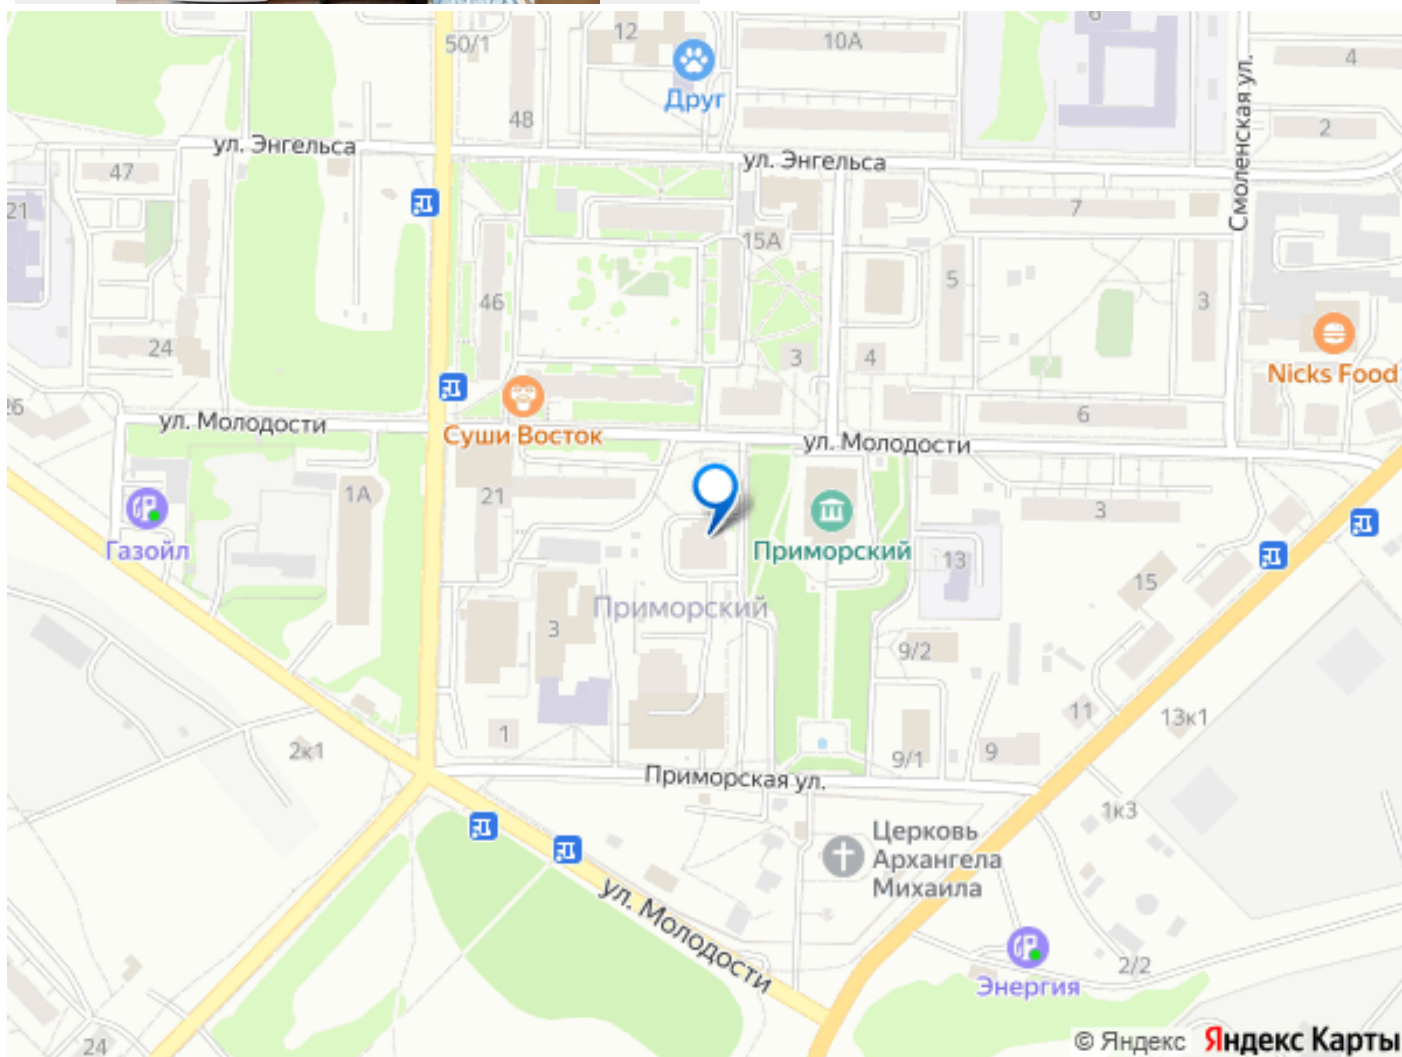 50/1
12
10А
6
4
Друг
48
2
ул. Энгельса
ул. Энгельса
Смоленская ул.
47
21
7
15А
46
5
3
24
3
4
Nicks Food
26
6
ул. Молодости
Суши Восток
ул. Молодости
1А
21
3
Газойл
Приморский
13
15
Приморский
3
9/2
11
13к1
2к1
1
9/1
9
Приморская ул.
1к3
Церковь
Архангела
Михаила
ул. Молодости
2/2
Энергия
24
© Яндекс Яндекс Карты